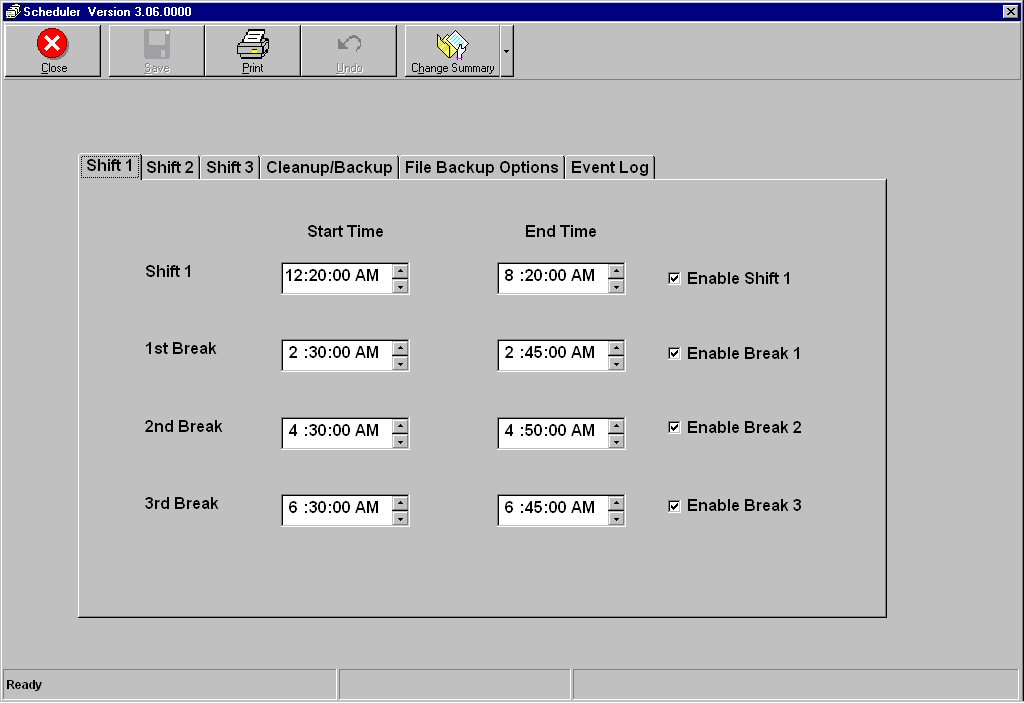 Scheduler Version 3.06.0000
Close Save Print Undo Change Summary
Shift 1 Shift 2 Shift 3 Cleanup/Backup File Backup Options Event Log
Start Time End Time
Shift 1 12:20:00 AM 8 :20:00 AM Enable Shift 1
1st Break 2 :30:00 AM 2 :45:00 AM Enable Break 1
2nd Break 4 :30:00 AM 4 :50:00 AM Enable Break 2
3rd Break 6 :30:00 AM 6 :45:00 AM Enable Break 3
Ready